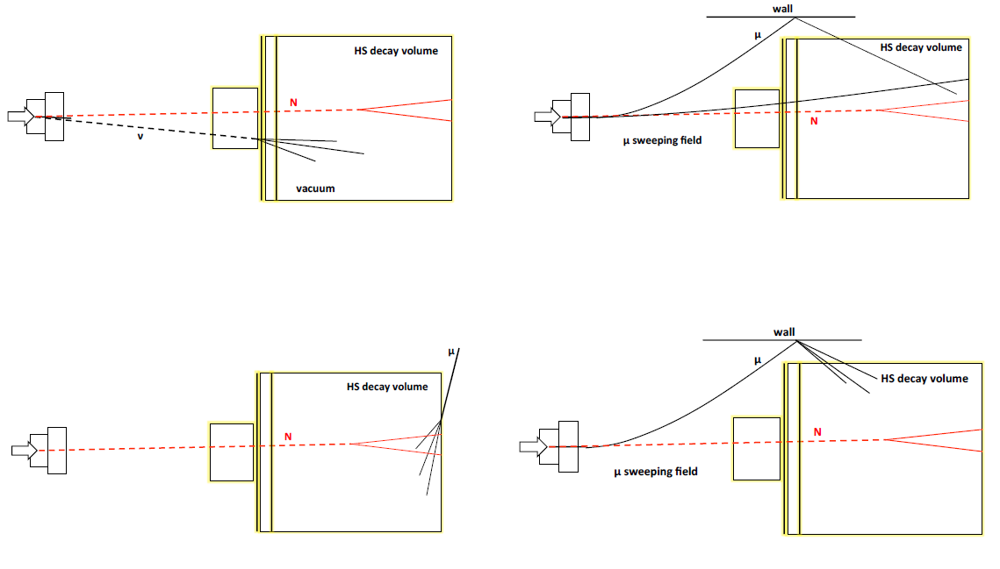 HS decay volume
N
ν
vacuum
wall
μ
HS decay volume
μ sweeping field
N
μ
HS decay volume
N
wall
μ
HS decay volume
N
μ sweeping field